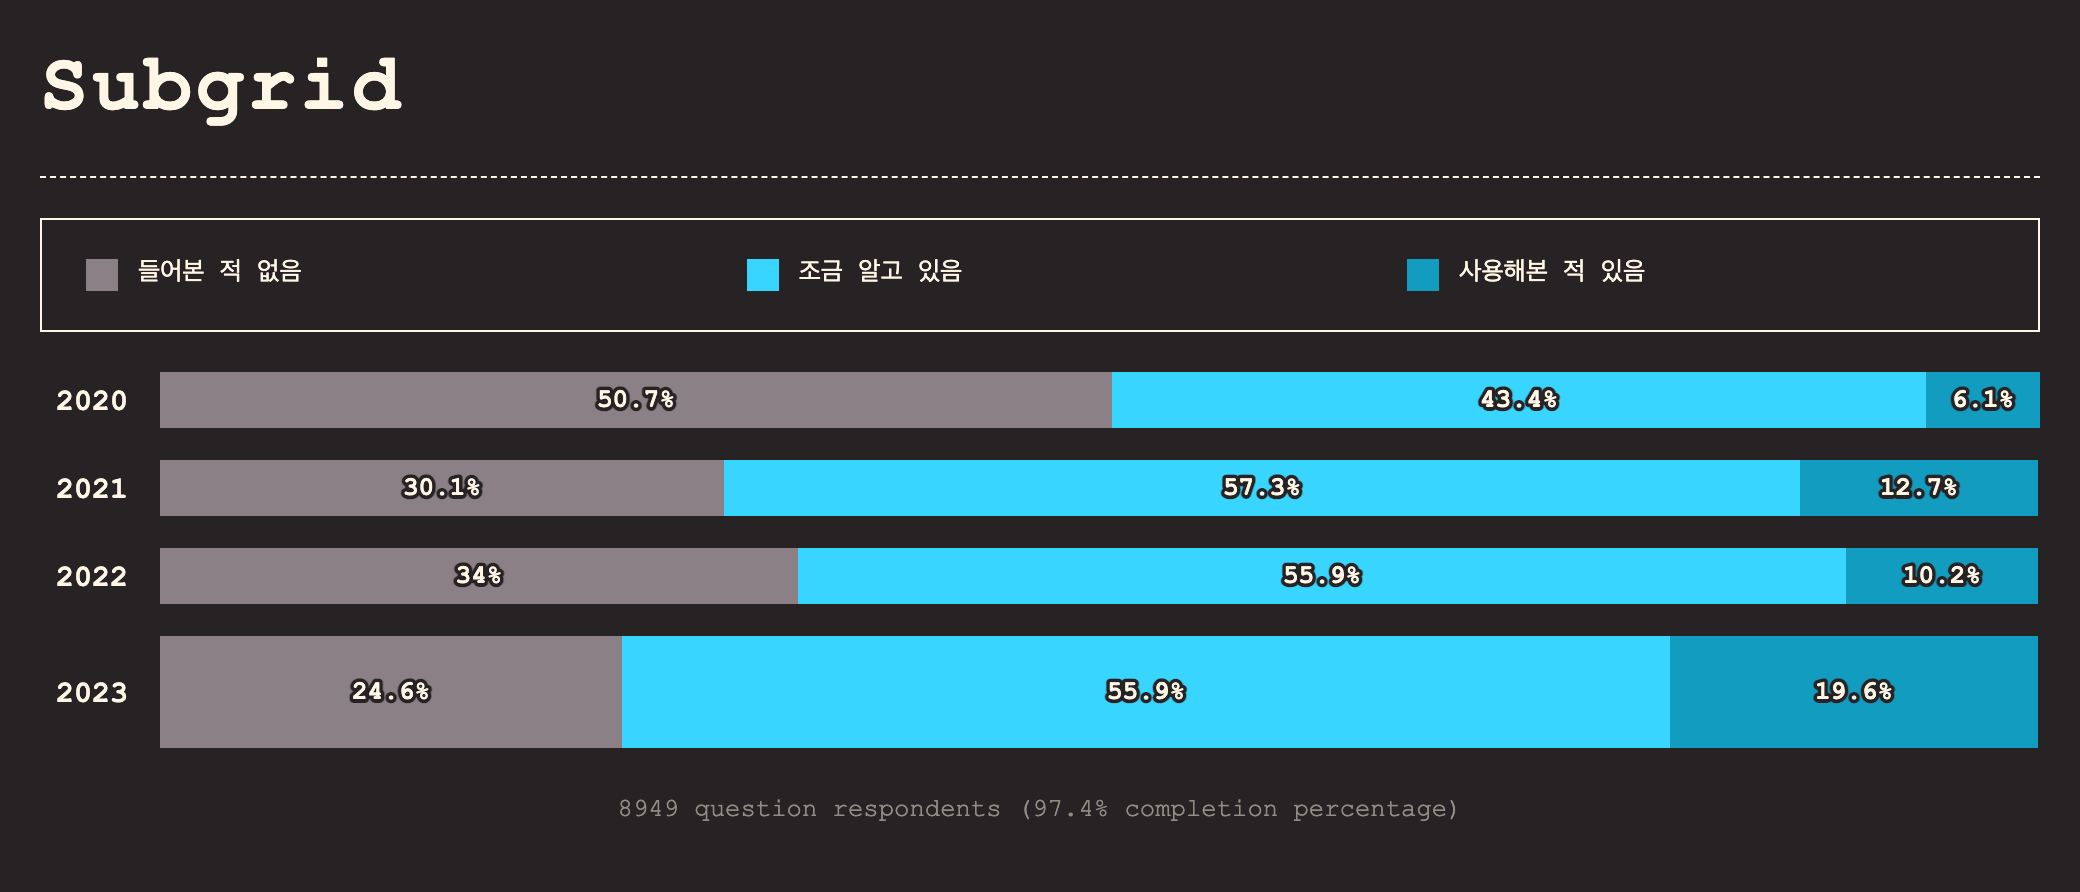 Subgrid
들어본 적 없음 조금 알고 있음 사용해본 적 있음
2020 50.7% 43.4% 6.1%
2021 30.1% 57.3% 12.7%
2022 34% 55.9% 10.2%
2023 24.6% 55.9% 19.6%
8949 question respondents (97.4% completion percentage)